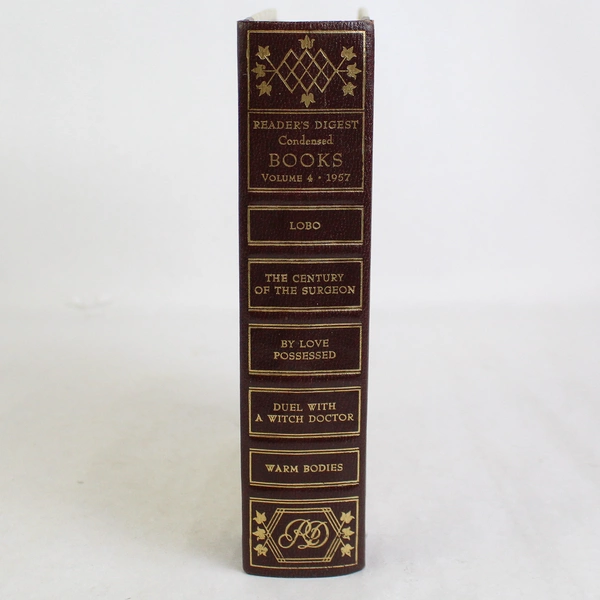 READER'S DIGEST
Condensed
BOOKS
VOLUME 4 · 1957
LOBO
THE CENTURY
OF THE SURGEON
BY LOVE
POSSESSED
DUEL WITH
A WITCH DOCTOR
WARM BODIES
RD